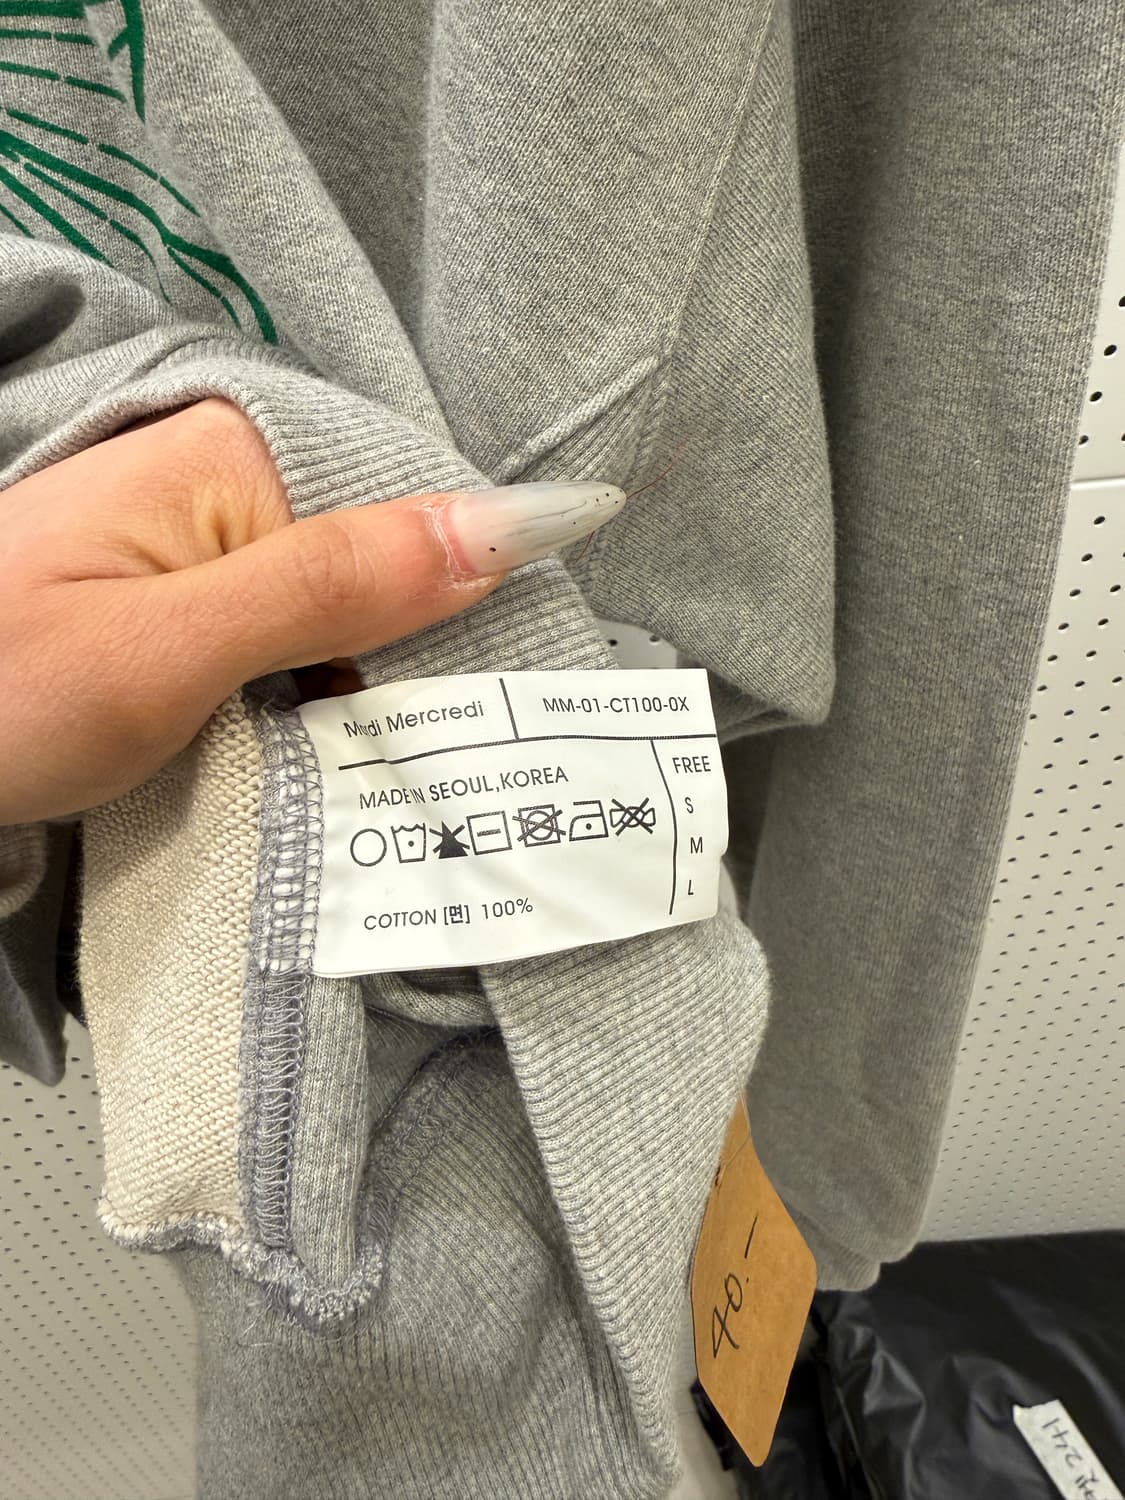 Mardi Mercredi
MM-01-CT100-0X
MADE IN SEOUL,KOREA
FREE
S
M
L
COTTON [면] 100%
40.-